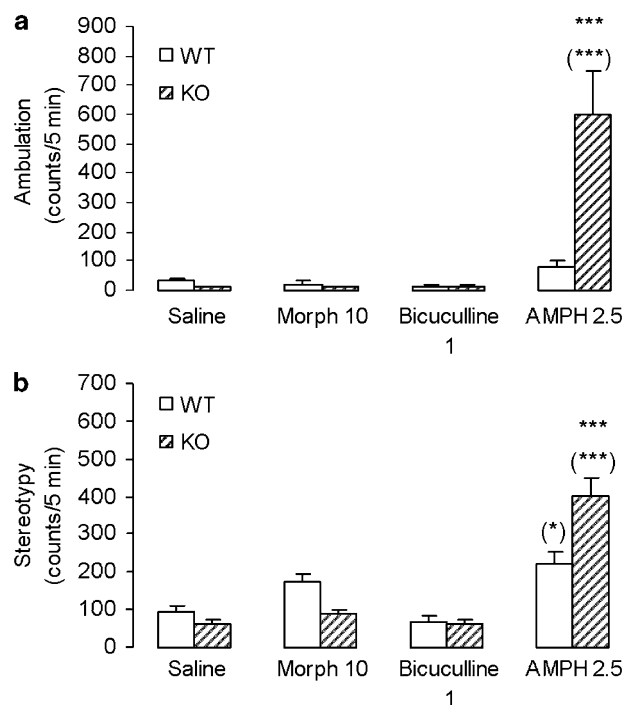 a
Ambulation
(counts/5 min)
900
800
700
600
500
400
300
200
100
0
WT
KO
***
(***)
Saline
Morph 10
Bicuculline
1
AMPH 2.5
b
Stereotypy
(counts/5 min)
700
600
500
400
300
200
100
0
WT
KO
***
(***)
(*)
Saline
Morph 10
Bicuculline
1
AMPH 2.5